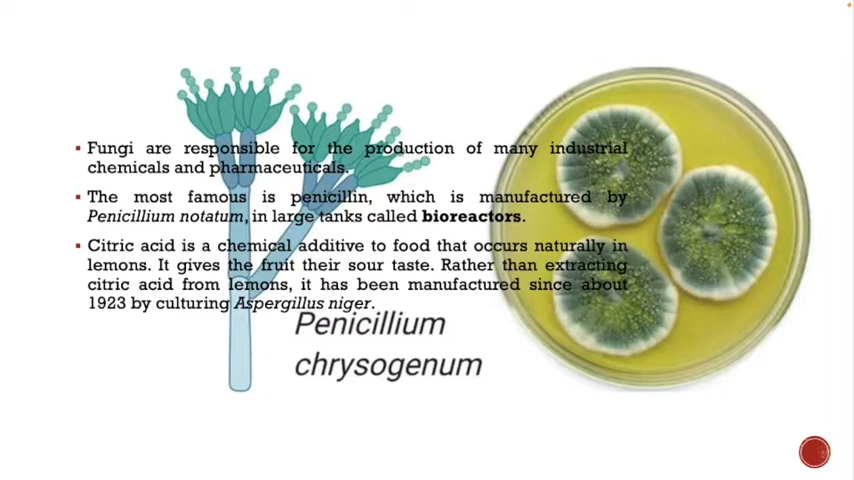 Fungi are responsible for the production of many industrial
chemicals and pharmaceuticals.
The most famous is penicillin, which is manufactured by
Penicillium notatum, in large tanks called bioreactors.
Citric acid is a chemical additive to food that occurs naturally in
lemons. It gives the fruit their sour taste. Rather than extracting
citric acid from lemons, it has been manufactured since about
1923 by culturing Aspergillus niger.
Penicillium
chrysogenum